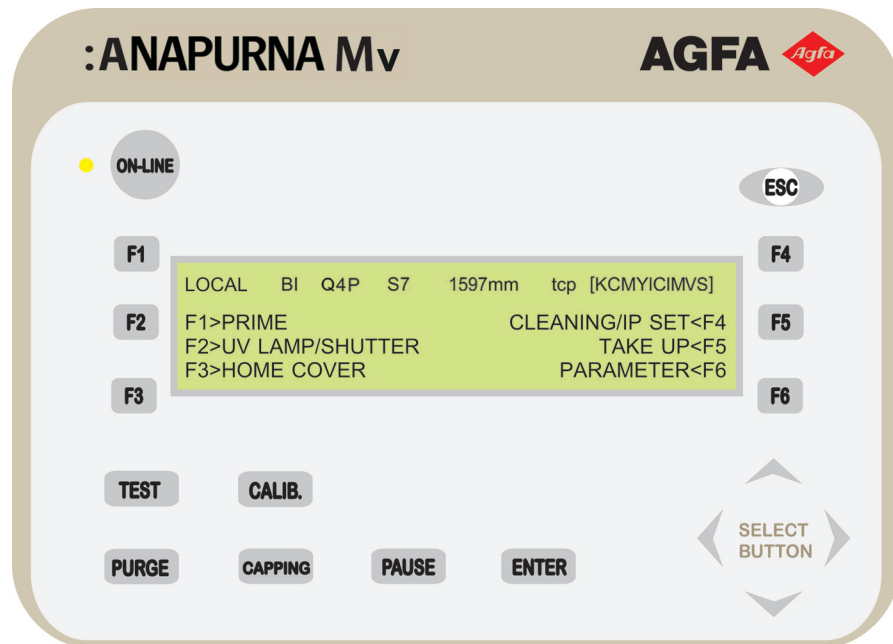 :ANAPURNA Mv
AGFA Agfa
ON-LINE
ESC
F1
F4
LOCAL BI Q4P S7 1597mm tcp [KCMYICIMVS]
F2
F1>PRIME CLEANING/IP SET<F4
F5
F2>UV LAMP/SHUTTER TAKE UP<F5
F3>HOME COVER PARAMETER<F6
F3
F6
TEST
CALIB.
SELECT
BUTTON
PURGE
CAPPING
PAUSE
ENTER